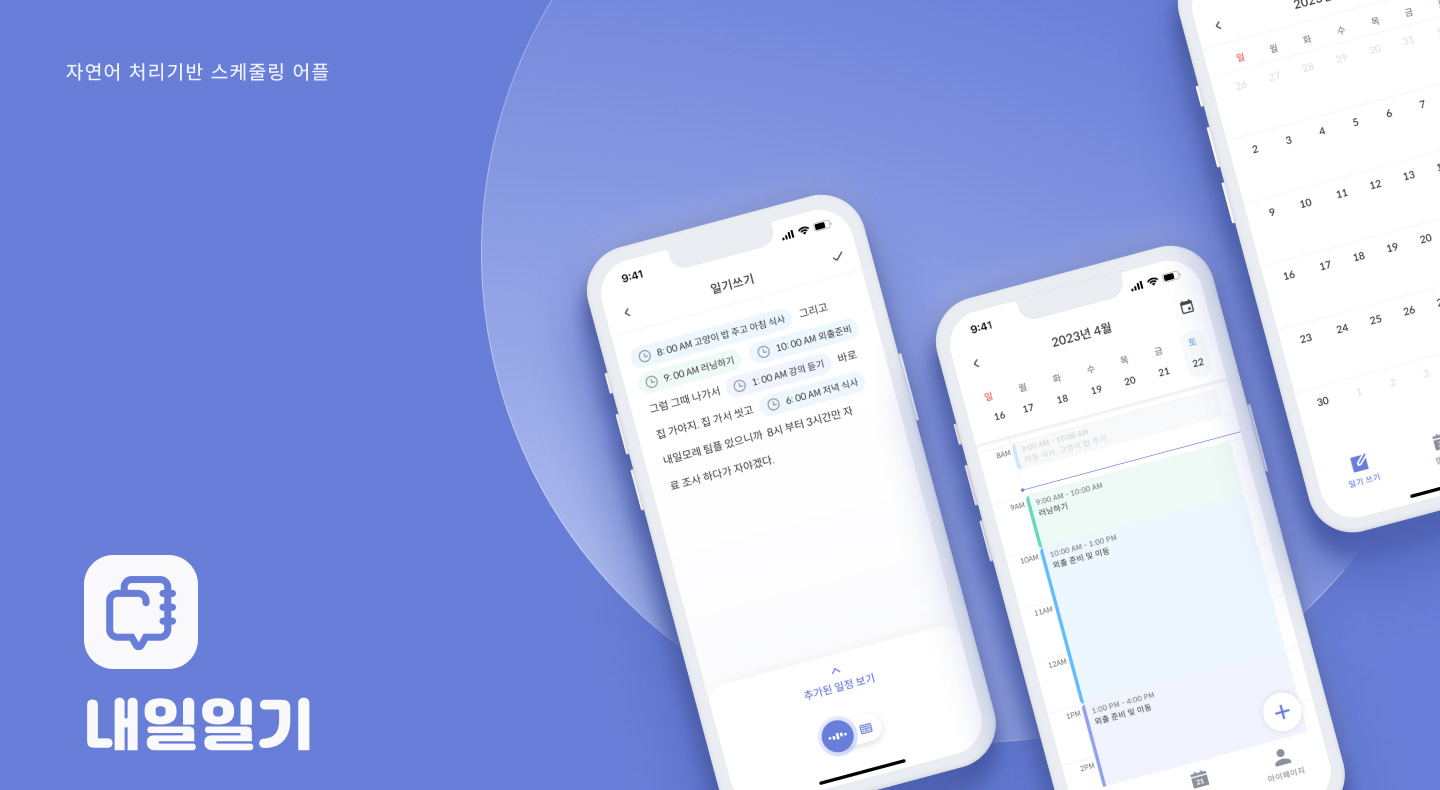 자연어 처리기반 스케줄링 어플
내일일기
9:41
일기쓰기
8: 00 AM 고양이 밥 주고 아침 식사 그리고
9: 00 AM 러닝하기 10: 00 AM 외출준비
그럼 그때 나가서 1: 00 AM 강의 듣기 바로
집 가야지. 집 가서 씻고 6: 00 AM 저녁 식사
내일모레 팀플 있으니까 8시 부터 3시간만 자
료 조사 하다가 자야겠다.
추가된 일정 보기
9:41
2023년 4월
일 월 화 수 목 금 토
16 17 18 19 20 21 22
8AM
9:00 AM - 10:00 AM
아침 식사, 고양이 밥 주기
9AM
9:00 AM - 10:00 AM
러닝하기
10AM
10:00 AM - 1:00 PM
외출 준비 및 이동
11AM
12AM
1PM
1:00 PM - 4:00 PM
외출 준비 및 이동
2PM
21
마이페이지
일 월 화 수 목 금
26 27 28 29 30 31
2 3 4 5 6 7
9 10 11 12 13
16 17 18 19 20
23 24 25 26
30 1 2 3
일기 쓰기